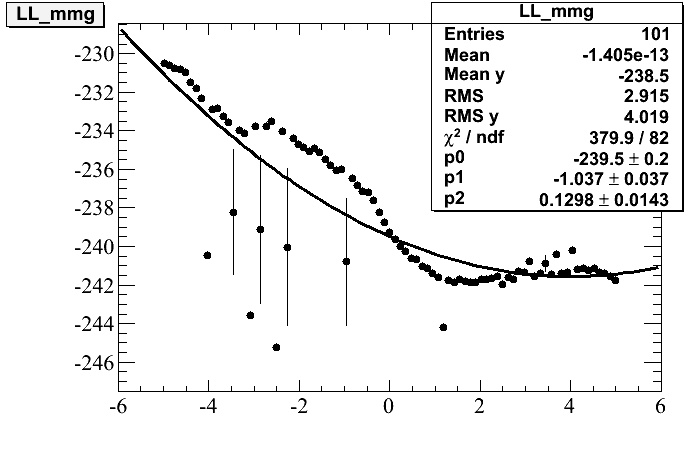 LL_mmg
LL_mmg
Entries 101
Mean -1.405e-13
Mean y -238.5
RMS 2.915
RMS y 4.019
χ² / ndf 379.9 / 82
p0 -239.5 ± 0.2
p1 -1.037 ± 0.037
p2 0.1298 ± 0.0143
-230
-232
-234
-236
-238
-240
-242
-244
-246
-6 -4 -2 0 2 4 6